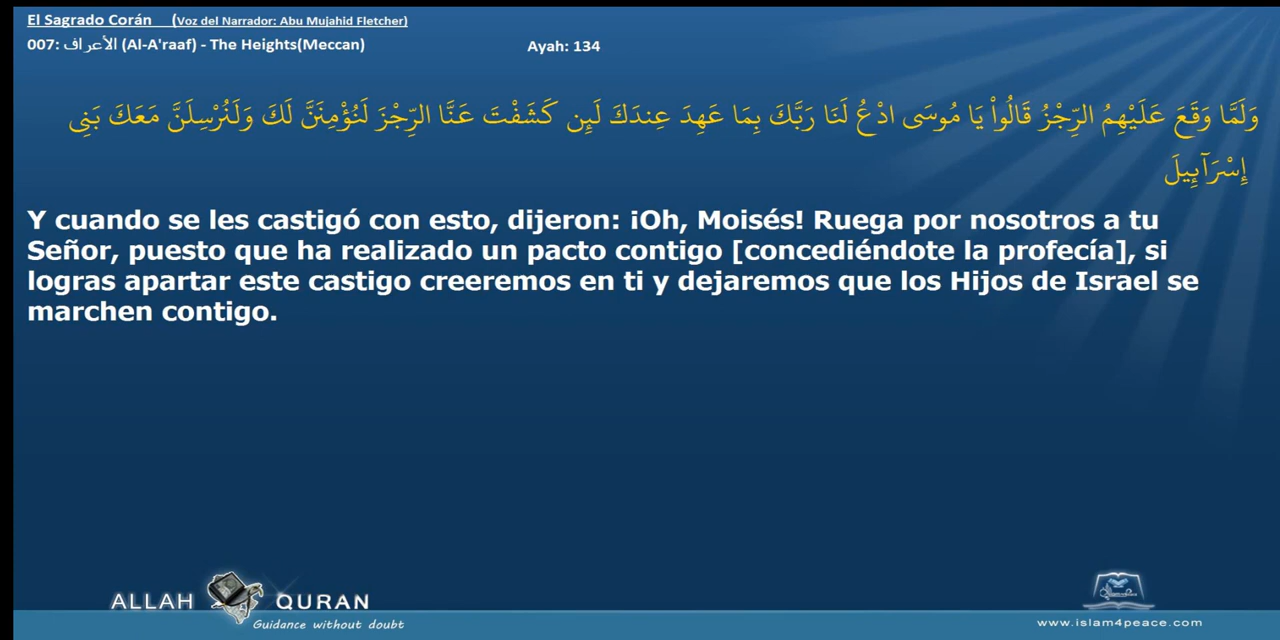 El Sagrado Corán (Voz del Narrador: Abu Mujahid Fletcher)
007: الأعراف (Al-A'raaf) - The Heights(Meccan) Ayah: 134
وَلَمَّا وَقَعَ عَلَيْهِمُ الرِّجْزُ قَالُواْ يَا مُوسَى ادْعُ لَنَا رَبَّكَ بِمَا عَهِدَ عِندَكَ لَئِن كَشَفْتَ عَنَّا الرِّجْزَ لَنُؤْمِنَنَّ لَكَ وَلَنُرْسِلَنَّ مَعَكَ بَنِى
إِسْرَآئِيلَ
Y cuando se les castigó con esto, dijeron: ¡Oh, Moisés! Ruega por nosotros a tu
Señor, puesto que ha realizado un pacto contigo [concediéndote la profecía], si
logras apartar este castigo creeremos en ti y dejaremos que los Hijos de Israel se
marchen contigo.
ALLAH QURAN
Guidance without doubt
www.islam4peace.com